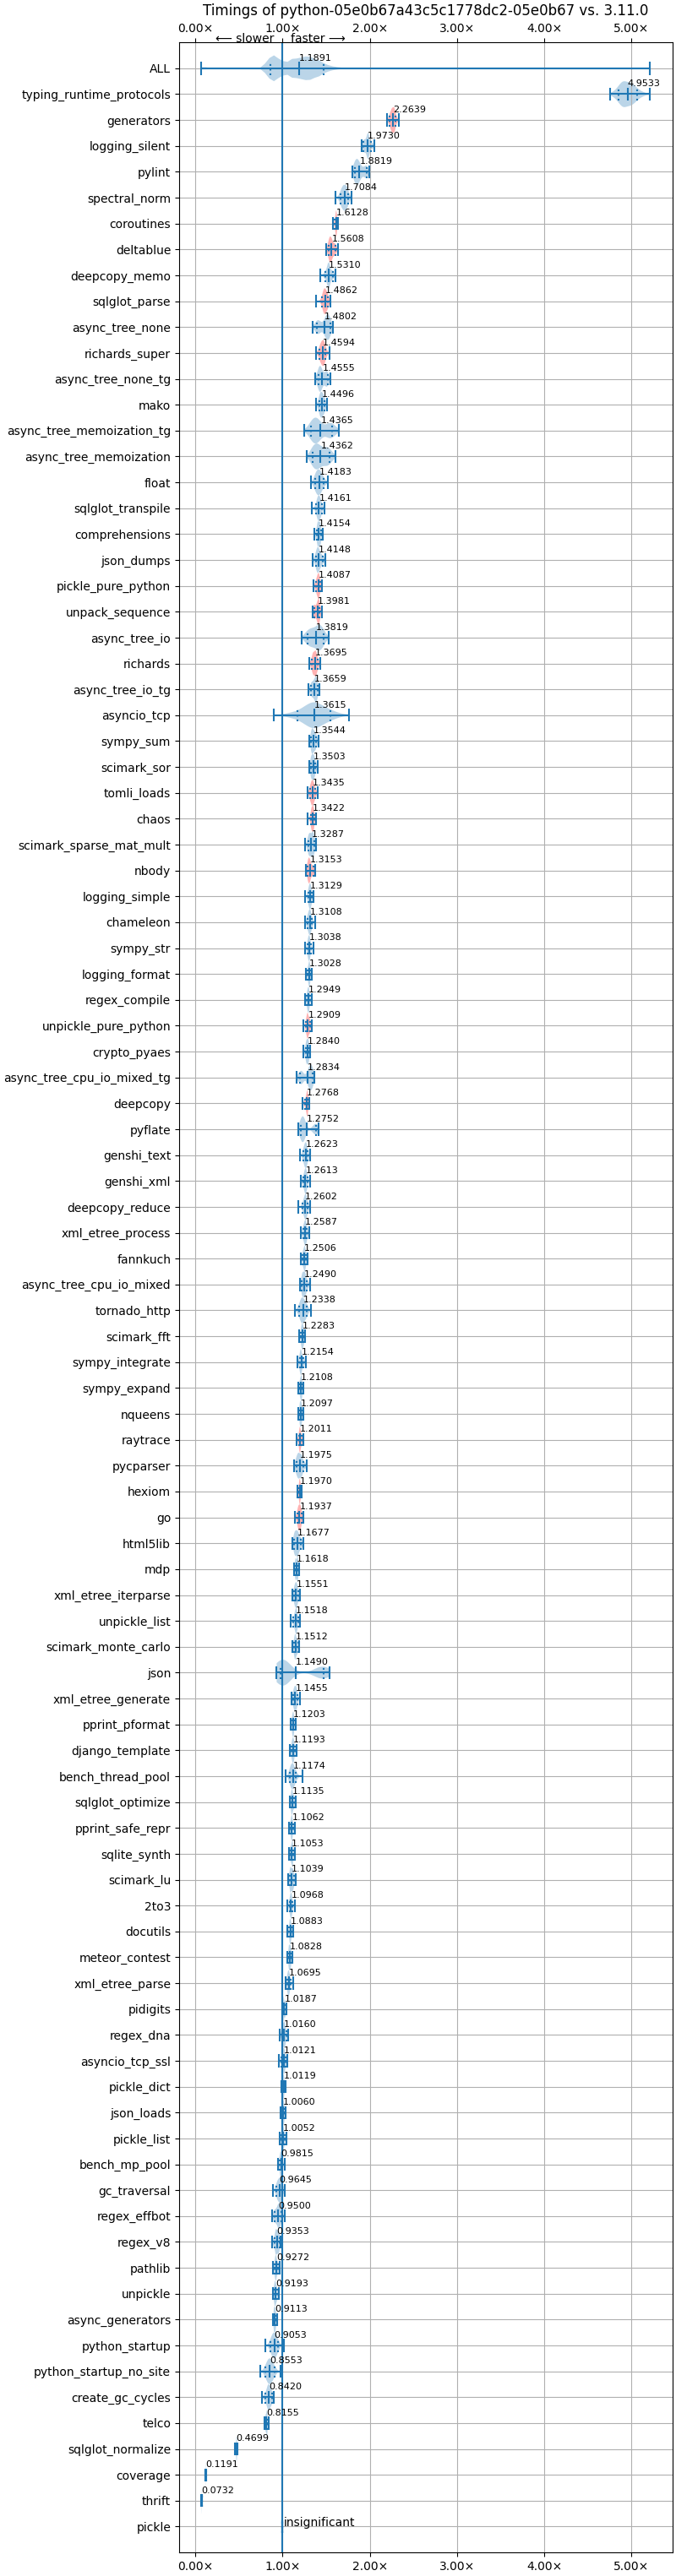 Timings of python-05e0b67a43c5c1778dc2-05e0b67 vs. 3.11.0
0.00× 1.00× 2.00× 3.00× 4.00× 5.00×
⟵ slower faster ⟶
ALL 1.1891
typing_runtime_protocols 4.9533
generators 2.2639
logging_silent 1.9730
pylint 1.8819
spectral_norm 1.7084
coroutines 1.6128
deltablue 1.5608
deepcopy_memo 1.5310
sqlglot_parse 1.4862
async_tree_none 1.4802
richards_super 1.4594
async_tree_none_tg 1.4555
mako 1.4496
async_tree_memoization_tg 1.4365
async_tree_memoization 1.4362
float 1.4183
sqlglot_transpile 1.4161
comprehensions 1.4154
json_dumps 1.4148
pickle_pure_python 1.4087
unpack_sequence 1.3981
async_tree_io 1.3819
richards 1.3695
async_tree_io_tg 1.3659
asyncio_tcp 1.3615
sympy_sum 1.3544
scimark_sor 1.3503
tomli_loads 1.3435
chaos 1.3422
scimark_sparse_mat_mult 1.3287
nbody 1.3153
logging_simple 1.3129
chameleon 1.3108
sympy_str 1.3038
logging_format 1.3028
regex_compile 1.2949
unpickle_pure_python 1.2909
crypto_pyaes 1.2840
async_tree_cpu_io_mixed_tg 1.2834
deepcopy 1.2768
pyflate 1.2752
genshi_text 1.2623
genshi_xml 1.2613
deepcopy_reduce 1.2602
xml_etree_process 1.2587
fannkuch 1.2506
async_tree_cpu_io_mixed 1.2490
tornado_http 1.2338
scimark_fft 1.2283
sympy_integrate 1.2154
sympy_expand 1.2108
nqueens 1.2097
raytrace 1.2011
pycparser 1.1975
hexiom 1.1970
go 1.1937
html5lib 1.1677
mdp 1.1618
xml_etree_iterparse 1.1551
unpickle_list 1.1518
scimark_monte_carlo 1.1512
json 1.1490
xml_etree_generate 1.1455
pprint_pformat 1.1203
django_template 1.1193
bench_thread_pool 1.1174
sqlglot_optimize 1.1135
pprint_safe_repr 1.1062
sqlite_synth 1.1053
scimark_lu 1.1039
2to3 1.0968
docutils 1.0883
meteor_contest 1.0828
xml_etree_parse 1.0695
pidigits 1.0187
regex_dna 1.0160
asyncio_tcp_ssl 1.0121
pickle_dict 1.0119
json_loads 1.0060
pickle_list 1.0052
bench_mp_pool 0.9815
gc_traversal 0.9645
regex_effbot 0.9500
regex_v8 0.9353
pathlib 0.9272
unpickle 0.9193
async_generators 0.9113
python_startup 0.9053
python_startup_no_site 0.8553
create_gc_cycles 0.8420
telco 0.8155
sqlglot_normalize 0.4699
coverage 0.1191
thrift 0.0732
pickle insignificant
0.00× 1.00× 2.00× 3.00× 4.00× 5.00×